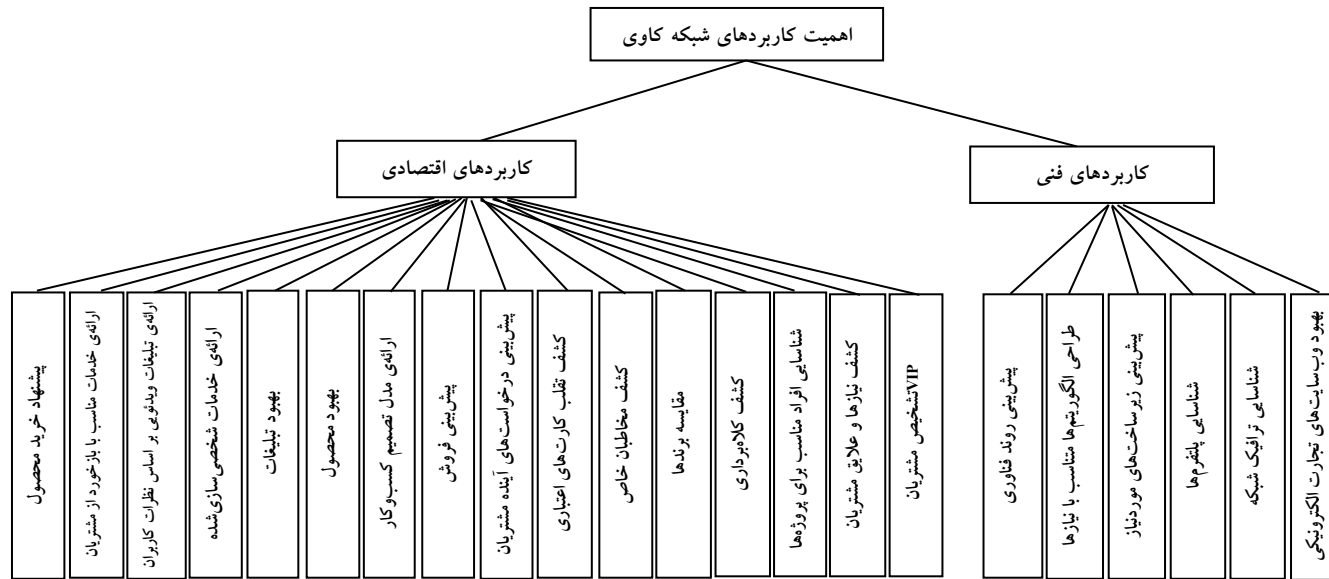 اهمیت کاربردهای شبکه کاوی
کاربردهای فنی
کاربردهای اقتصادی
بهبود وب‌سایت‌های تجارت الکترونیکی
شناسایی ترافیک شبکه
شناسایی پلتفرم‌ها
پیش‌بینی زیرساخت‌های موردنیاز
طراحی الگوریتم‌ها متناسب با نیازها
پیش‌بینی روند فناوری
تشخیص مشتریان VIP
کشف نیازها و علایق مشتریان
شناسایی افراد مناسب برای پروژه‌ها
کشف کلاه‌برداری
مقایسه برندها
کشف مخاطبان خاص
کشف تقلب کارت‌های اعتباری
پیش‌بینی درخواست‌های آینده مشتریان
پیش‌بینی فروش
ارائه‌ی مدل تصمیم کسب‌وکار
بهبود محصول
بهبود تبلیغات
ارائه‌ی خدمات شخصی‌سازی‌شده
ارائه‌ی تبلیغات ویدئویی بر اساس نظرات کاربران
ارائه‌ی خدمات مناسب با بازخورد از مشتریان
پیشنهاد خرید محصول